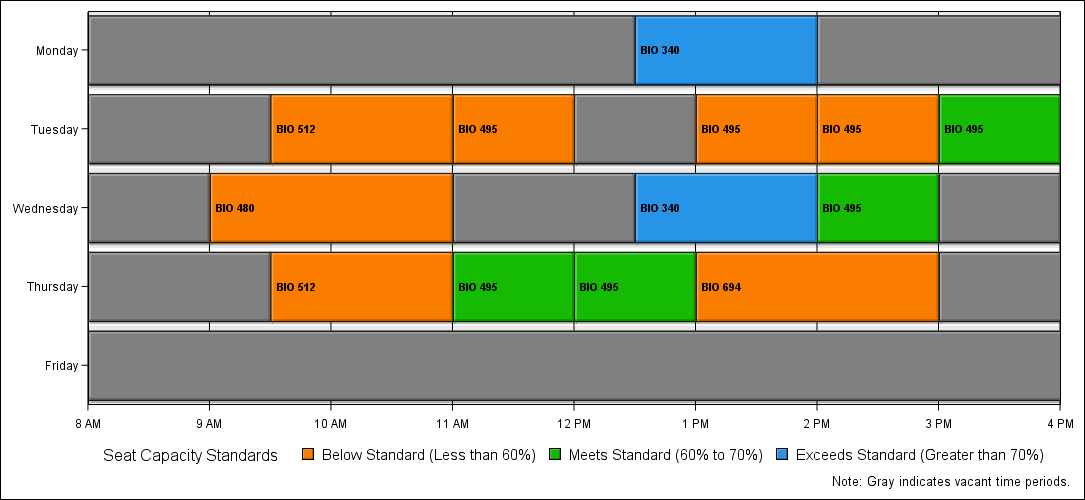 Monday
BIO 340
Tuesday
BIO 512
BIO 495
BIO 495
BIO 495
BIO 495
Wednesday
BIO 480
BIO 340
BIO 495
Thursday
BIO 512
BIO 495
BIO 495
BIO 694
Friday
8 AM 9 AM 10 AM 11 AM 12 PM 1 PM 2 PM 3 PM 4 PM
Seat Capacity Standards Below Standard (Less than 60%) Meets Standard (60% to 70%) Exceeds Standard (Greater than 70%)
Note: Gray indicates vacant time periods.